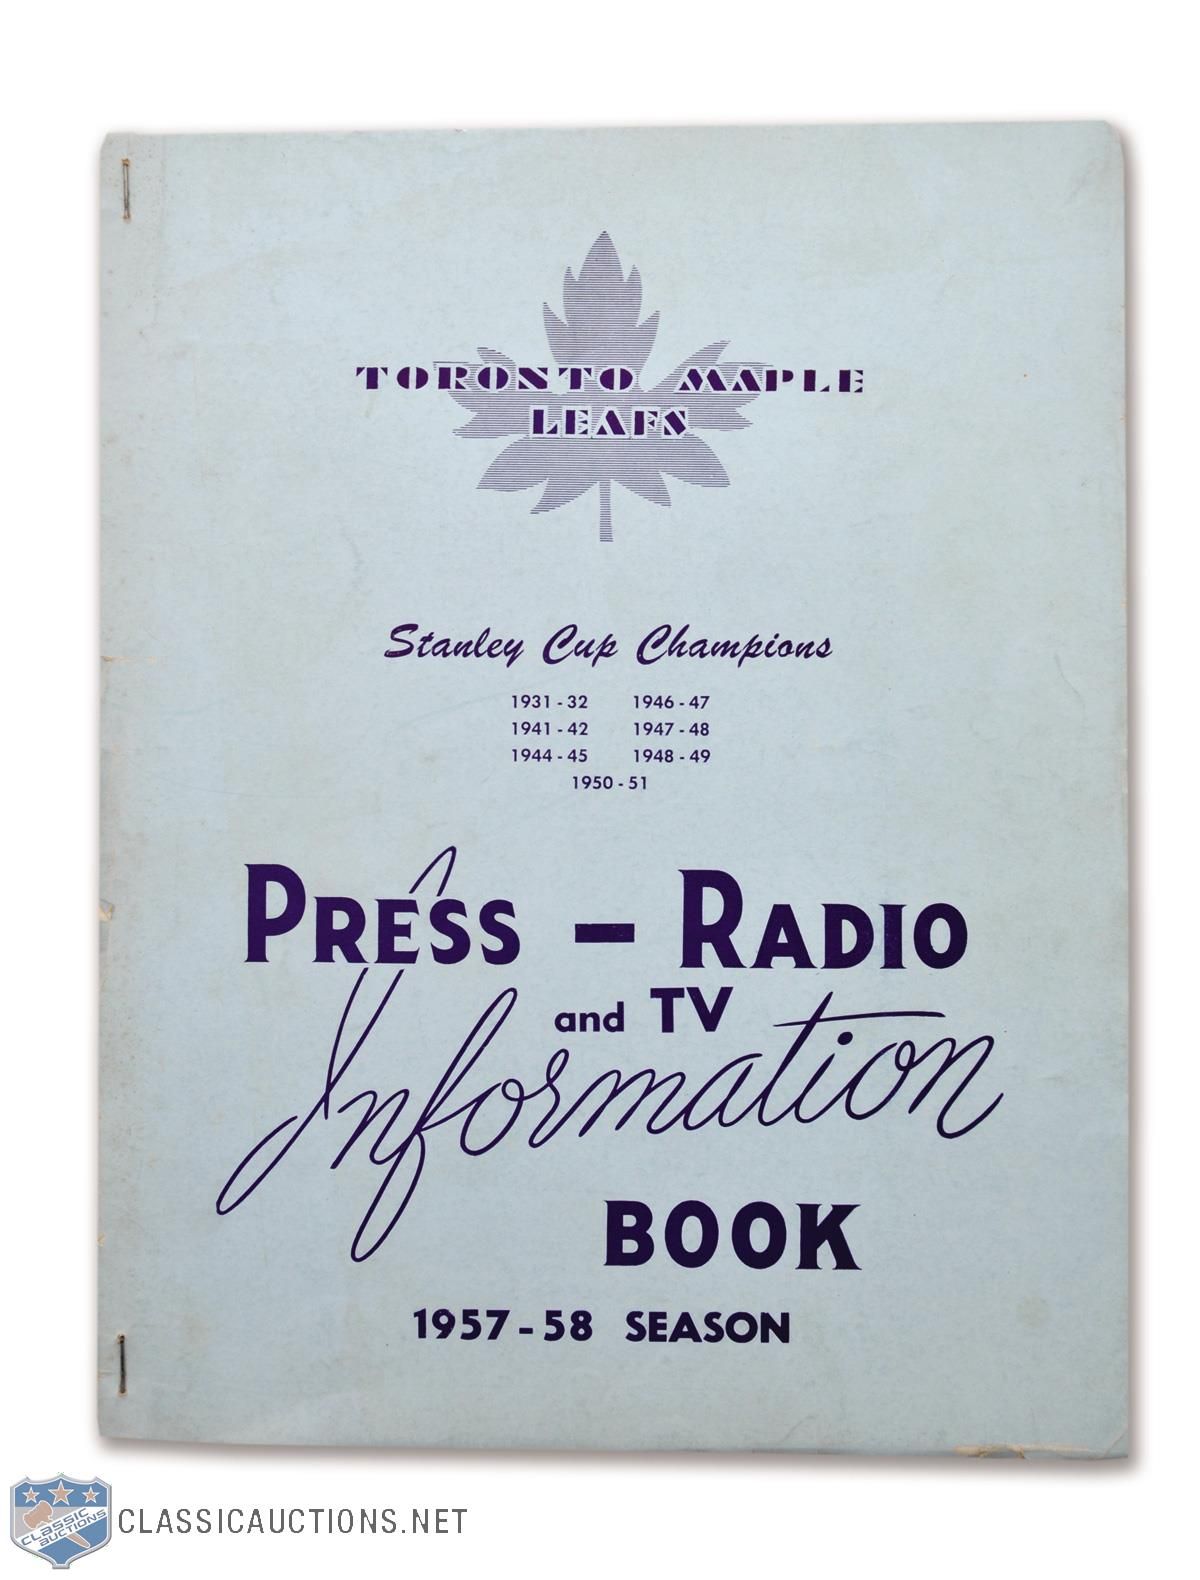 TORONTO MAPLE
LEAFS
Stanley Cup Champions
1931 - 32 1946 - 47
1941 - 42 1947 - 48
1944 - 45 1948 - 49
1950 - 51
PRESS – RADIO
and TV
Information
BOOK
1957 - 58 SEASON
CLASSIC
AUCTIONS
CLASSICAUCTIONS.NET